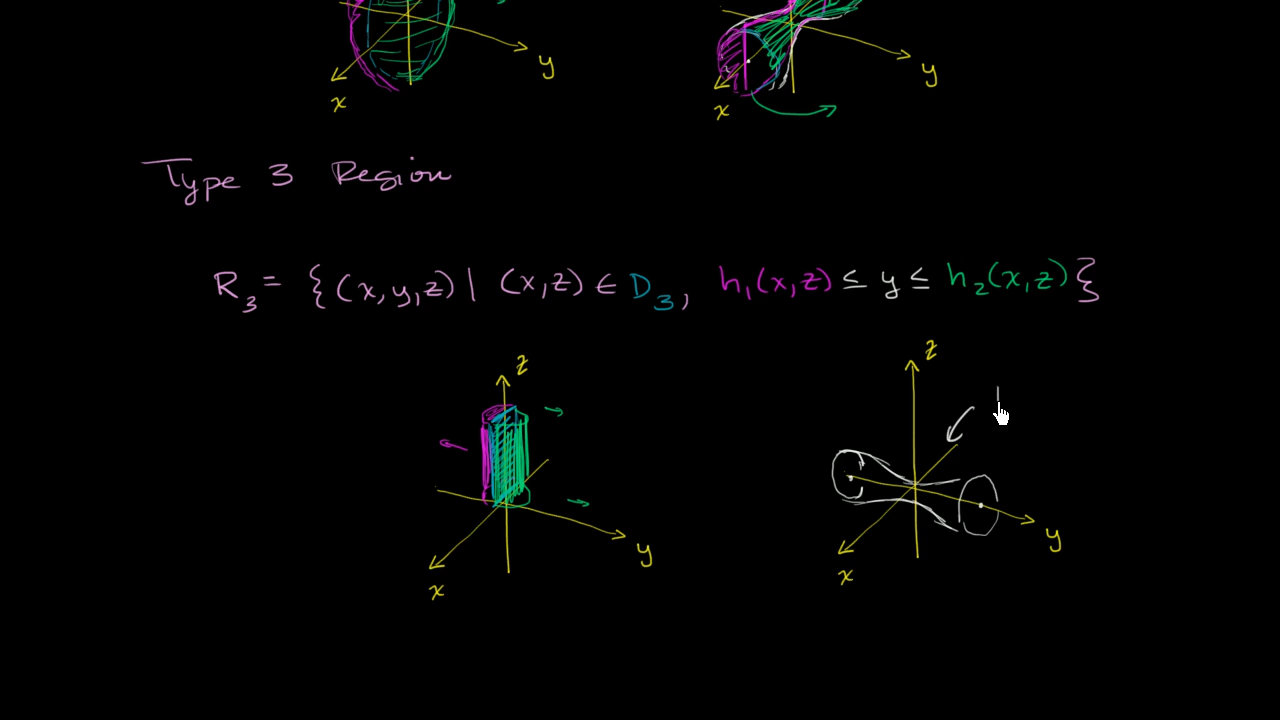 y
x
y
x
Type 3 Region
R₃ = {(x,y,z) | (x,z) ∈ D₃, h₁(x,z) ≤ y ≤ h₂(x,z)}
z
z
y
x
y
x